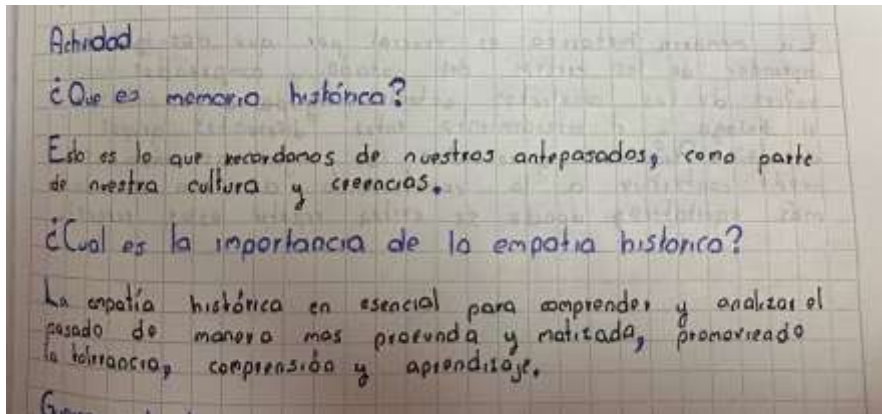 Actividad
¿Que es memoria histórica?
Esto es lo que recordamos de nuestros antepasados, como parte
de nuestra cultura y creencias.
¿Cual es la importancia de la empatia historica?
La empatía histórica en esencial para comprender y analizar el
pasado de manera mas profunda y matizada, promoviendo
la tolerancia, comprensión y aprendizaje.